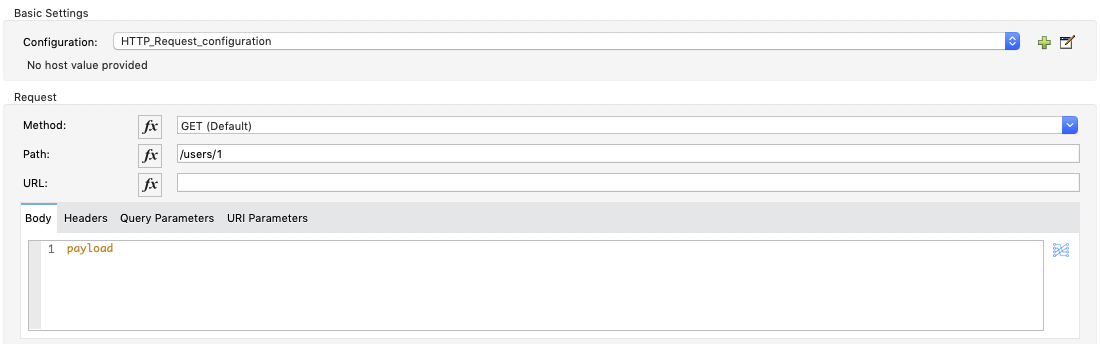 Basic Settings
Configuration: HTTP_Request_configuration
No host value provided
Request
Method: fx GET (Default)
Path: fx /users/1
URL: fx
Body Headers Query Parameters URI Parameters
1 payload